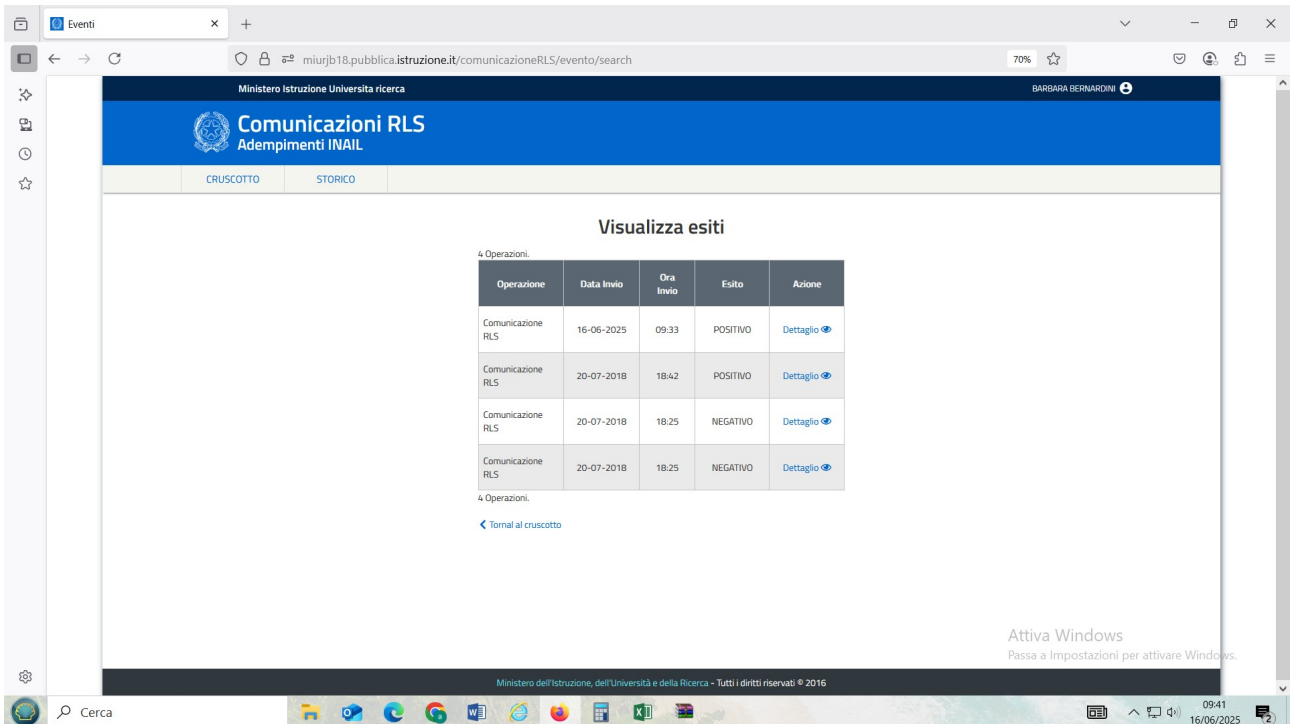 Eventi
miurjb18.pubblica.istruzione.it/comunicazioneRLS/evento/search
70%
Ministero Istruzione Universita ricerca
BARBARA BERNARDINI
Comunicazioni RLS
Adempimenti INAIL
CRUSCOTTO STORICO
Visualizza esiti
4 Operazioni.
Operazione Data Invio Ora Invio Esito Azione
Comunicazione RLS 16-06-2025 09:33 POSITIVO Dettaglio
Comunicazione RLS 20-07-2018 18:42 POSITIVO Dettaglio
Comunicazione RLS 20-07-2018 18:25 NEGATIVO Dettaglio
Comunicazione RLS 20-07-2018 18:25 NEGATIVO Dettaglio
4 Operazioni.
Tornal al cruscotto
Attiva Windows
Passa a Impostazioni per attivare Windows.
Ministero dell'Istruzione, dell'Università e della Ricerca - Tutti i diritti riservati © 2016
Cerca
09:41
16/06/2025
2